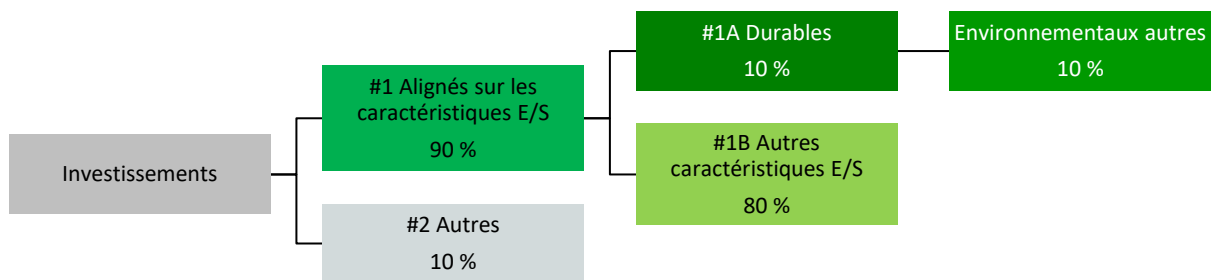 Investissements
#1 Alignés sur les
caractéristiques E/S
90 %
#2 Autres
10 %
#1A Durables
10 %
#1B Autres
caractéristiques E/S
80 %
Environnementaux autres
10 %